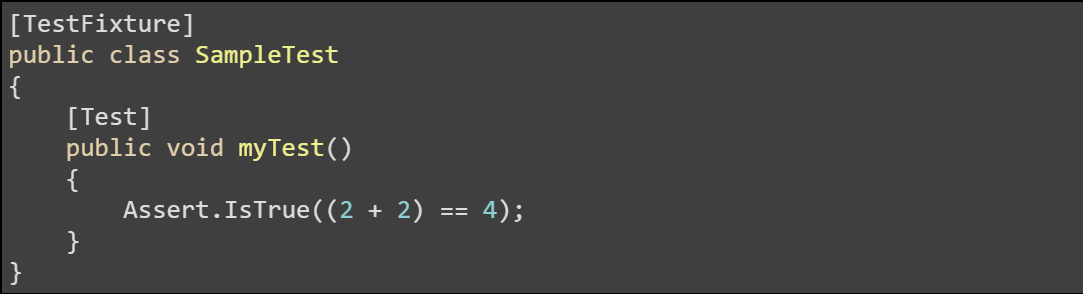 [TestFixture]
public class SampleTest
{
    [Test]
    public void myTest()
    {
        Assert.IsTrue((2 + 2) == 4);
    }
}